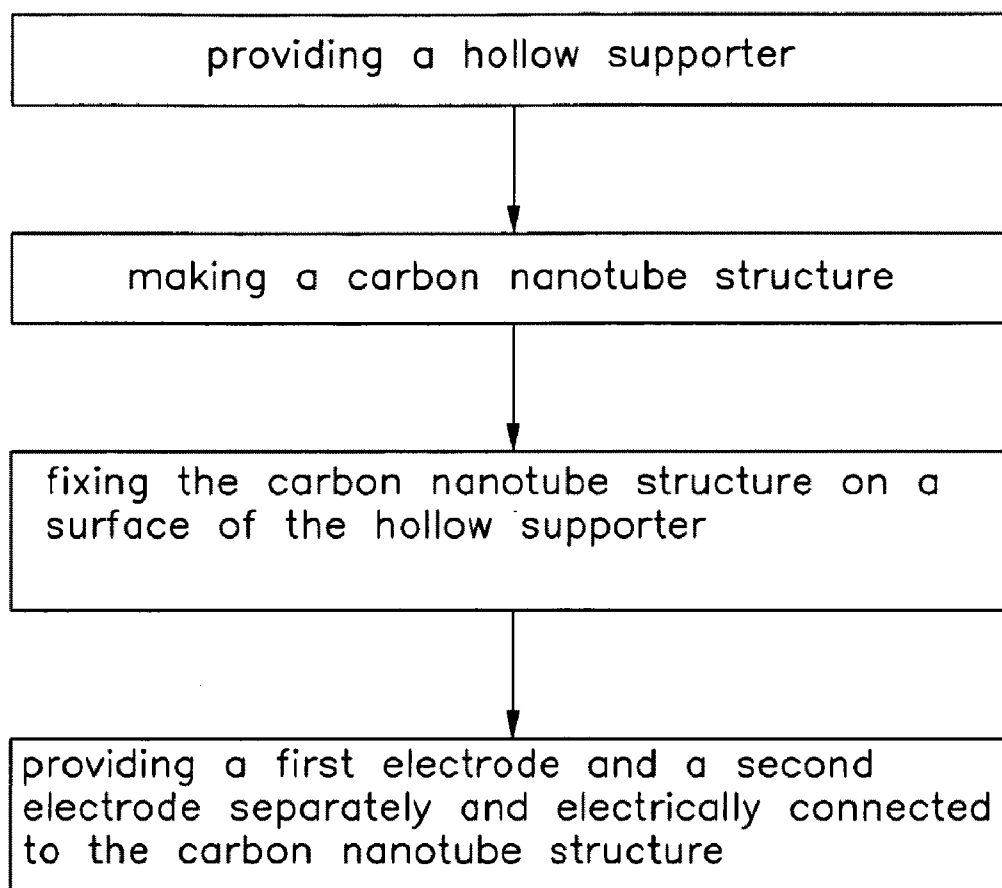 providing a hollow supporter
making a carbon nanotube structure
fixing the carbon nanotube structure on a
surface of the hollow supporter
providing a first electrode and a second
electrode separately and electrically connected
to the carbon nanotube structure